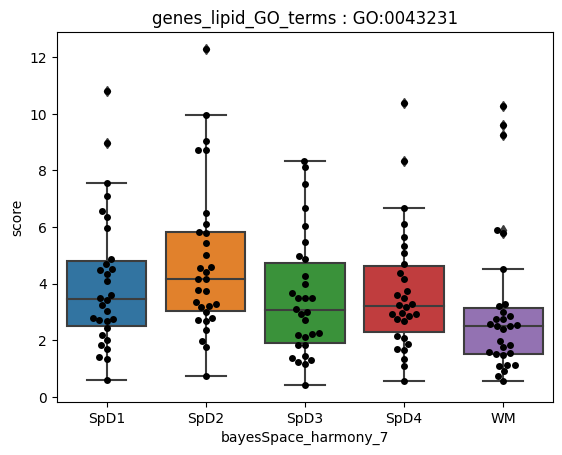 genes_lipid_GO_terms : GO:0043231
score
12
10
8
6
4
2
0
SpD1 SpD2 SpD3 SpD4 WM
bayesSpace_harmony_7